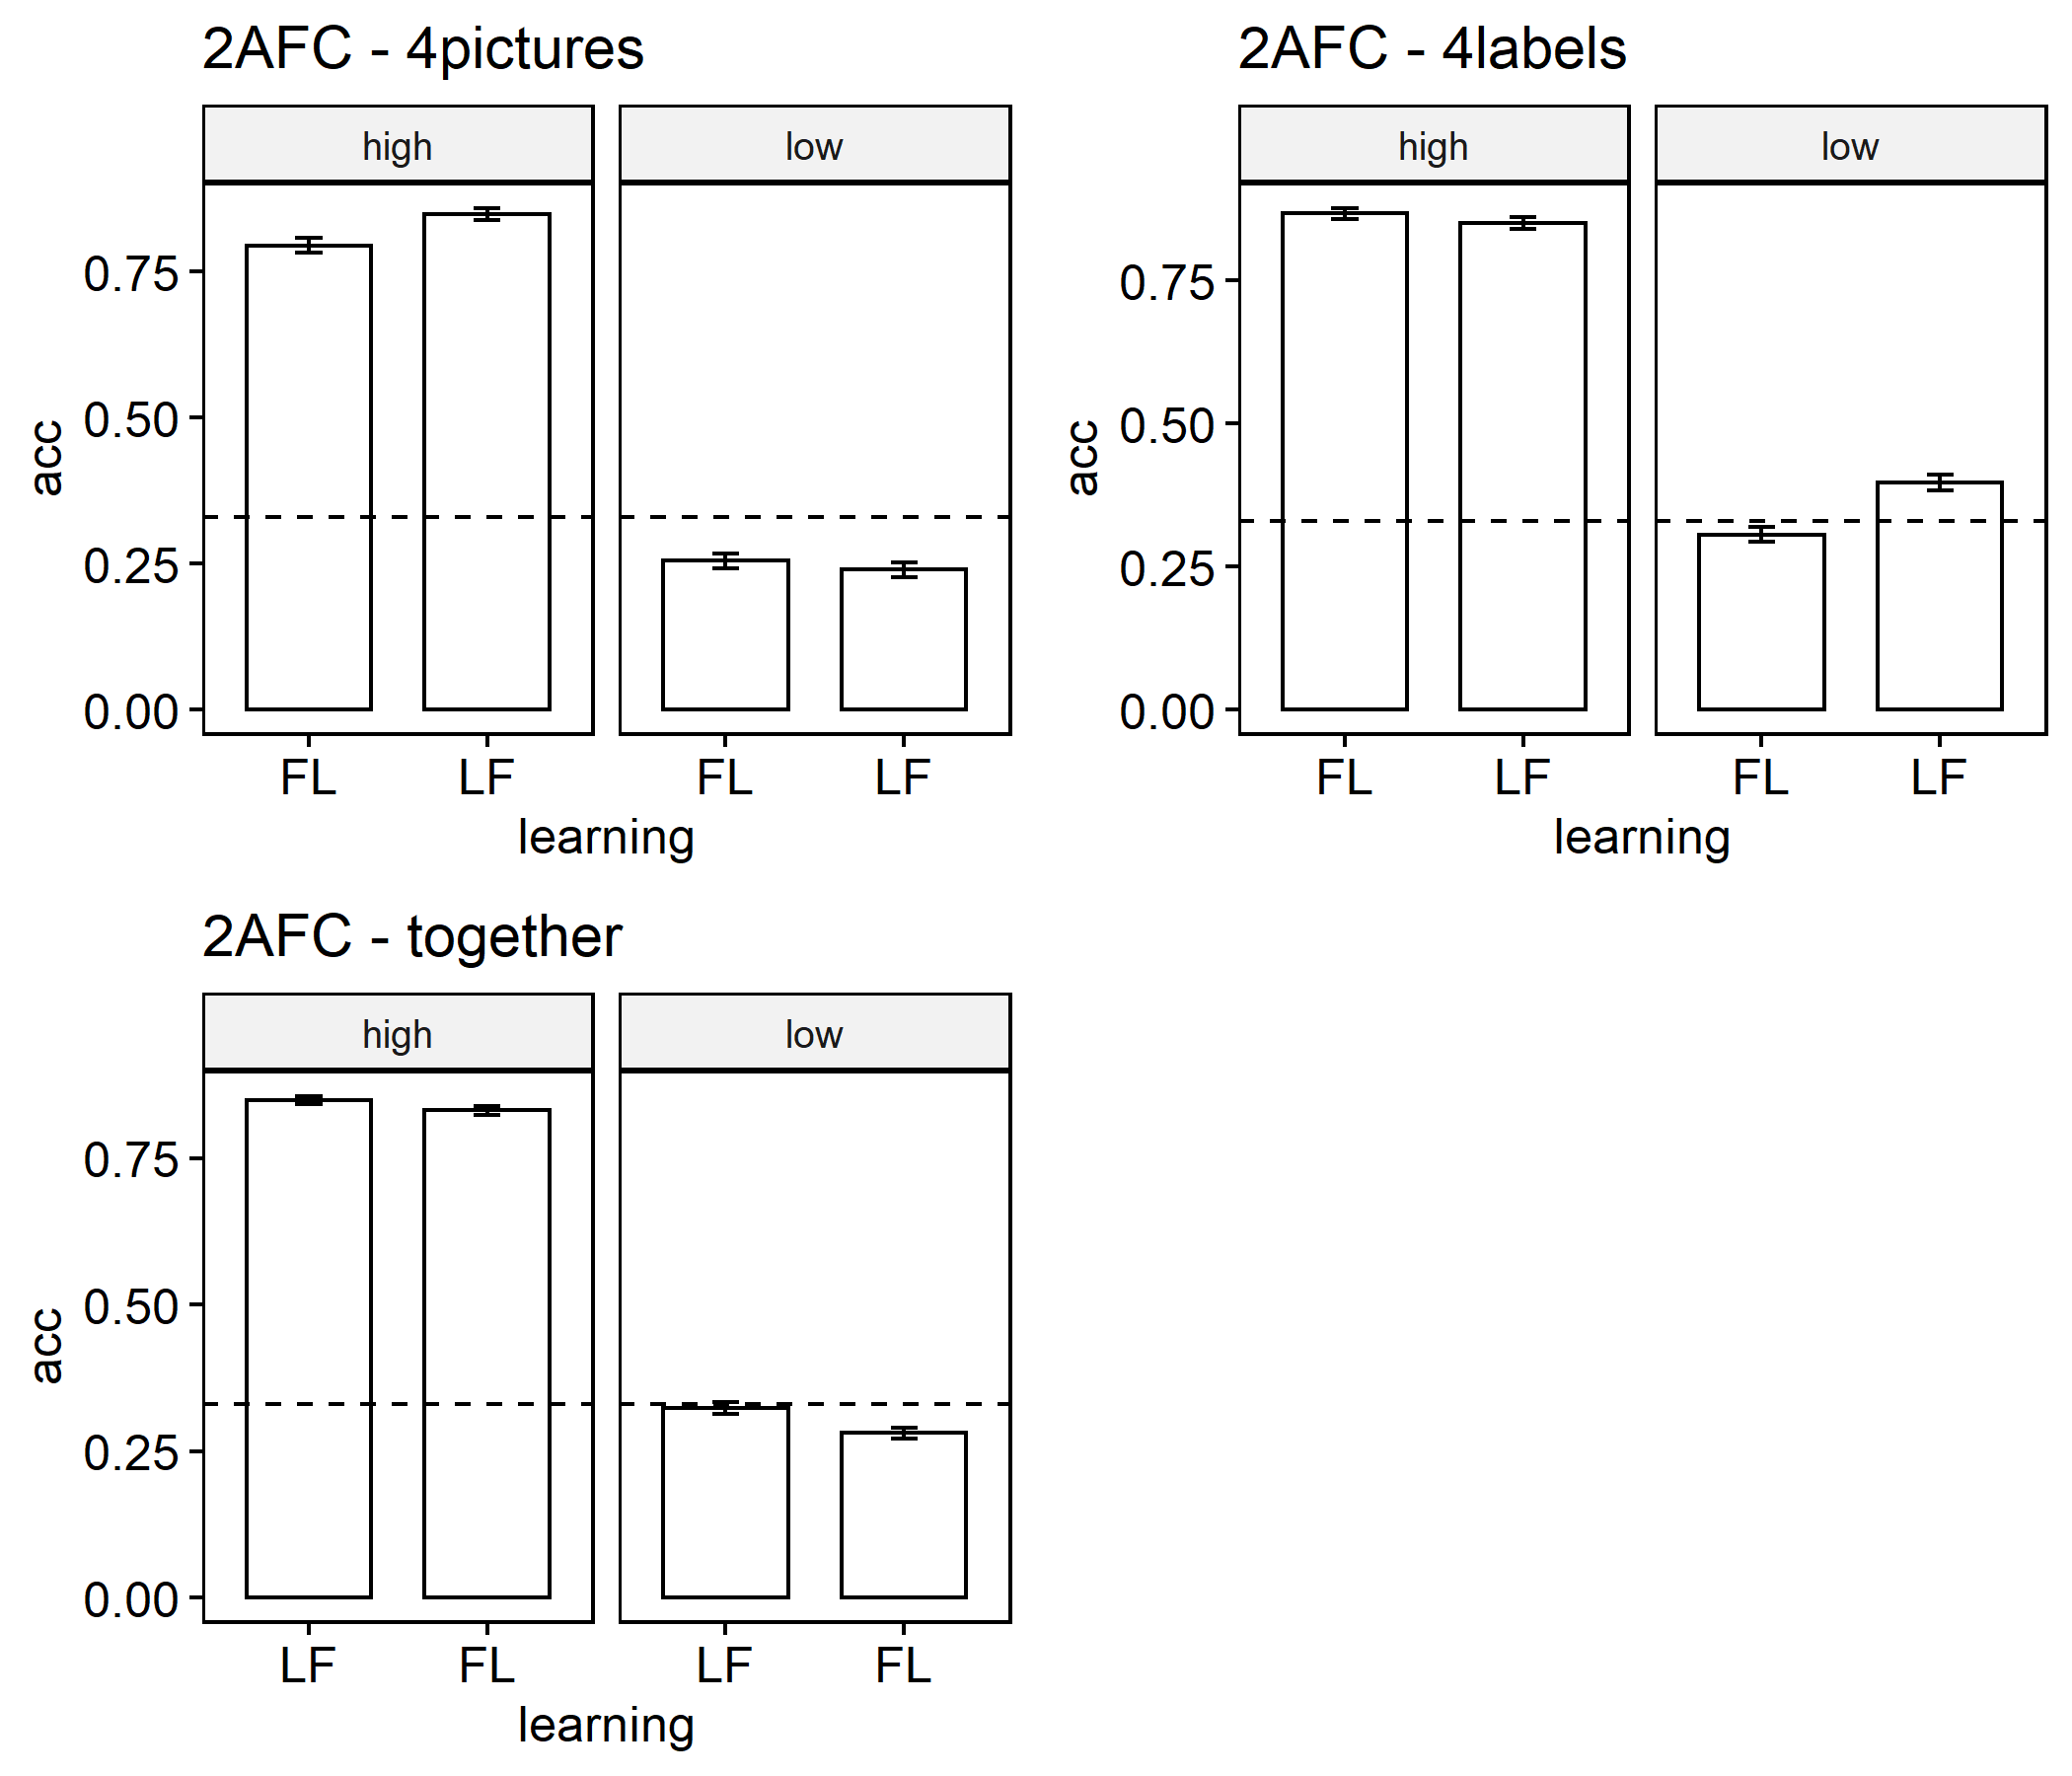 2AFC - 4pictures
high
low
acc
0.75
0.50
0.25
0.00
FL
LF
FL
LF
learning
2AFC - 4labels
high
low
acc
0.75
0.50
0.25
0.00
FL
LF
FL
LF
learning
2AFC - together
high
low
acc
0.75
0.50
0.25
0.00
LF
FL
LF
FL
learning